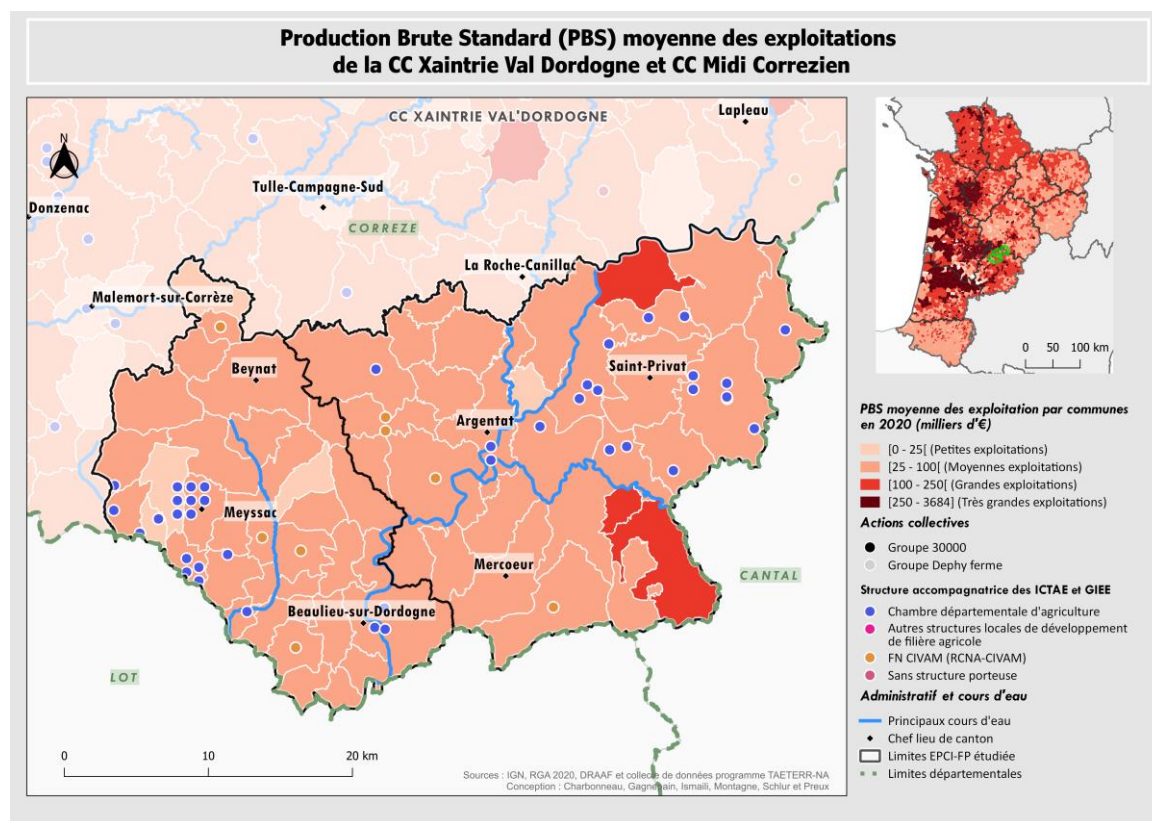 Production Brute Standard (PBS) moyenne des exploitations
de la CC Xaintrie Val Dordogne et CC Midi Correzien
CC XAINTRIE VAL'DORDOGNE
Lapleau
N
Tulle-Campagne-Sud
Donzenac
CORREZE
La Roche-Canillac
Malemort-sur-Corrèze
Beynat
Saint-Privat
Argentat
Meyssac
Mercoeur
CANTAL
Beaulieu-sur-Dordogne
LOT
0 10 20 km
Sources : IGN, RGA 2020, DRAAF et collecte de données programme TAETERR-NA
Conception : Charbonneau, Gagnepain, Ismaili, Montagne, Schlur et Preux
0 50 100 km
PBS moyenne des exploitation par communes
en 2020 (milliers d'€)
[0 - 25[ (Petites exploitations)
[25 - 100[ (Moyennes exploitations)
[100 - 250[ (Grandes exploitations)
[250 - 3684] (Très grandes exploitations)
Actions collectives
Groupe 30000
Groupe Dephy ferme
Structure accompagnatrice des ICTAE et GIEE
Chambre départementale d'agriculture
Autres structures locales de développement
de filière agricole
FN CIVAM (RCNA-CIVAM)
Sans structure porteuse
Administratif et cours d'eau
Principaux cours d'eau
Chef lieu de canton
Limites EPCI-FP étudiée
Limites départementales